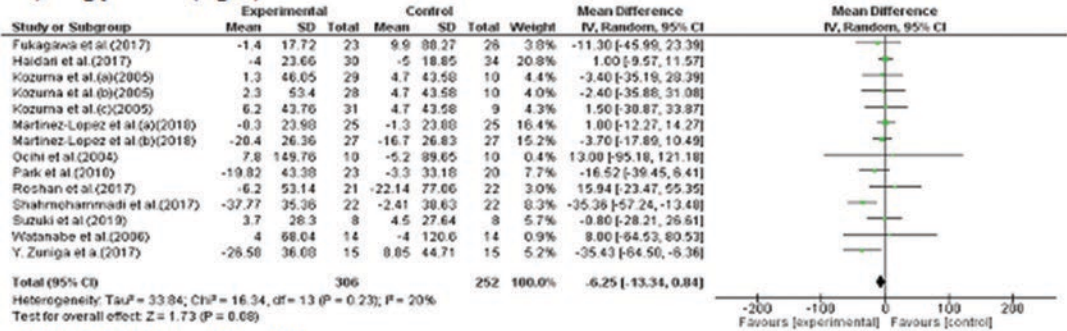 Experimental Control Mean Difference Mean Difference
Study or Subgroup Mean SD Total Mean SD Total Weight IV, Random, 95% CI IV, Random, 95% CI
Fukagawa et al.(2017) -1.4 17.72 23 9.9 88.27 26 3.8% -11.30 [-45.99, 23.39]
Haidari et al.(2017) -4 23.66 30 -5 18.85 34 20.8% 1.00 [-9.57, 11.57]
Kozuma et al.(a)(2005) 1.3 46.05 29 4.7 43.58 10 4.4% -3.40 [-35.19, 28.39]
Kozuma et al.(b)(2005) 2.3 53.4 28 4.7 43.58 10 4.0% -2.40 [-35.88, 31.08]
Kozuma et al.(c)(2005) 6.2 43.76 31 4.7 43.58 9 4.3% 1.50 [-30.87, 33.87]
Martinez-Lopez et al.(a)(2018) -0.3 23.98 25 -1.3 23.88 25 16.4% 1.00 [-12.27, 14.27]
Martinez-Lopez et al.(b)(2018) -20.4 26.36 27 -16.7 26.83 27 15.2% -3.70 [-17.89, 10.49]
Ocihi et al.(2004) 7.8 149.76 10 -5.2 89.65 10 0.4% 13.00 [-95.18, 121.18]
Park et al.(2010) -19.82 43.38 23 -3.3 33.18 20 7.7% -16.52 [-39.45, 6.41]
Roshan et al.(2017) -6.2 53.14 21 -22.14 77.06 22 3.0% 15.94 [-23.47, 55.35]
Shahmohammadi et al.(2017) -37.77 35.36 22 -2.41 38.63 22 8.3% -35.36 [-57.24, -13.48]
Suzuki et al.(2019) 3.7 28.3 8 4.5 27.64 8 5.7% -0.80 [-28.21, 26.61]
Watanabe et al.(2006) 4 68.04 14 -4 120.6 14 0.9% 8.00 [-64.53, 80.53]
Y. Zuniga et a.(2017) -26.58 36.08 15 8.85 44.71 15 5.2% -35.43 [-64.50, -6.36]
Total (95% CI) 306 252 100.0% -6.25 [-13.34, 0.84]
Heterogeneity: Tau² = 33.84; Chi² = 16.34, df = 13 (P = 0.23); I² = 20%
Test for overall effect: Z = 1.73 (P = 0.08)
-200 -100 0 100 200
Favours [experimental] Favours [control]